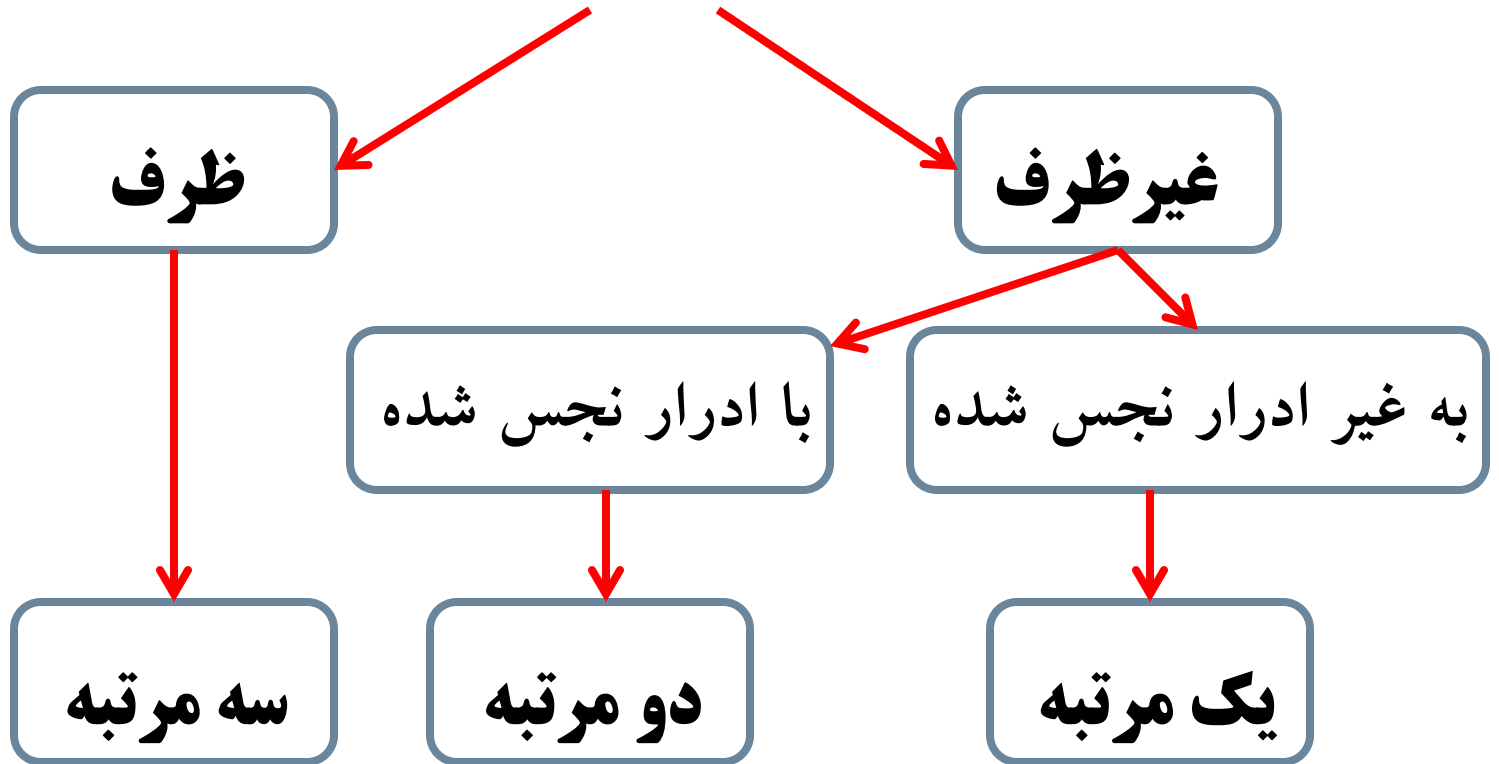 غیرظرف
ظرف
به غیر ادرار نجس شده
با ادرار نجس شده
یک مرتبه
دو مرتبه
سه مرتبه